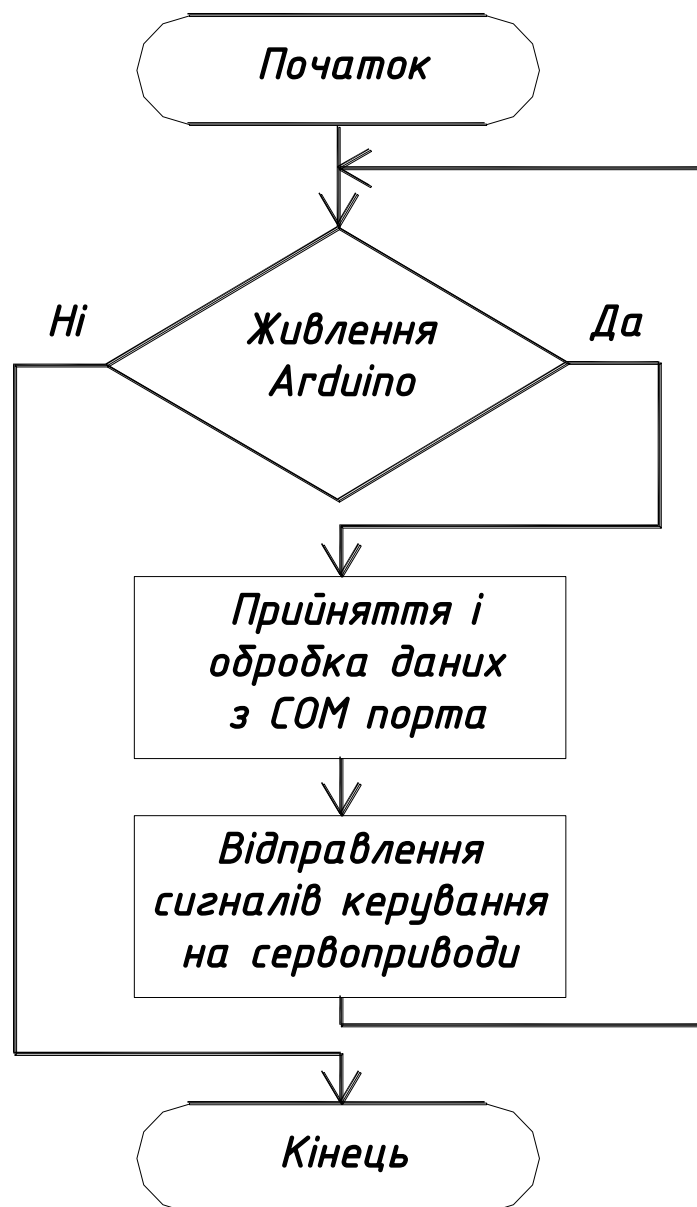 Початок
Ні
Да
Живлення
Arduino
Прийняття і
обробка даних
з COM порта
Відправлення
сигналів керування
на сервоприводи
Кінець